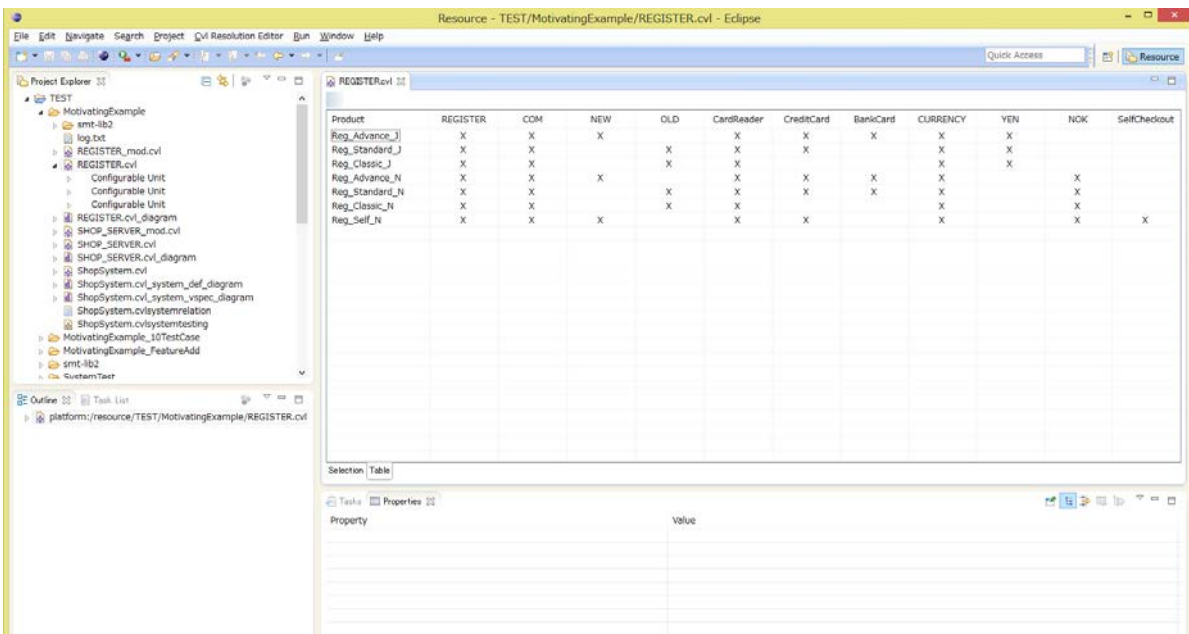 Resource - TEST/MotivatingExample/REGISTER.cvl - Eclipse
File Edit Navigate Search Project Cvl Resolution Editor Run Window Help
Quick Access
Resource
Project Explorer
TEST
MotivatingExample
smt-lib2
log.txt
REGISTER_mod.cvl
REGISTER.cvl
Configurable Unit
Configurable Unit
Configurable Unit
REGISTER.cvl_diagram
SHOP_SERVER_mod.cvl
SHOP_SERVER.cvl
SHOP_SERVER.cvl_diagram
ShopSystem.cvl
ShopSystem.cvl_system_def_diagram
ShopSystem.cvl_system_vspec_diagram
ShopSystem.cvlsystemrelation
ShopSystem.cvlsystemtesting
MotivatingExample_10TestCase
MotivatingExample_FeatureAdd
smt-lib2
SystemTest
Outline Task List
platform:/resource/TEST/MotivatingExample/REGISTER.cvl
REGISTER.cvl
Product REGISTER COM NEW OLD CardReader CreditCard BankCard CURRENCY YEN NOK SelfCheckout
Reg_Advance_J X X X X X X X X
Reg_Standard_J X X X X X X X
Reg_Classic_J X X X X X X
Reg_Advance_N X X X X X X X X
Reg_Standard_N X X X X X X X X
Reg_Classic_N X X X X X X
Reg_Self_N X X X X X X X X
Selection Table
Tasks Properties
Property Value